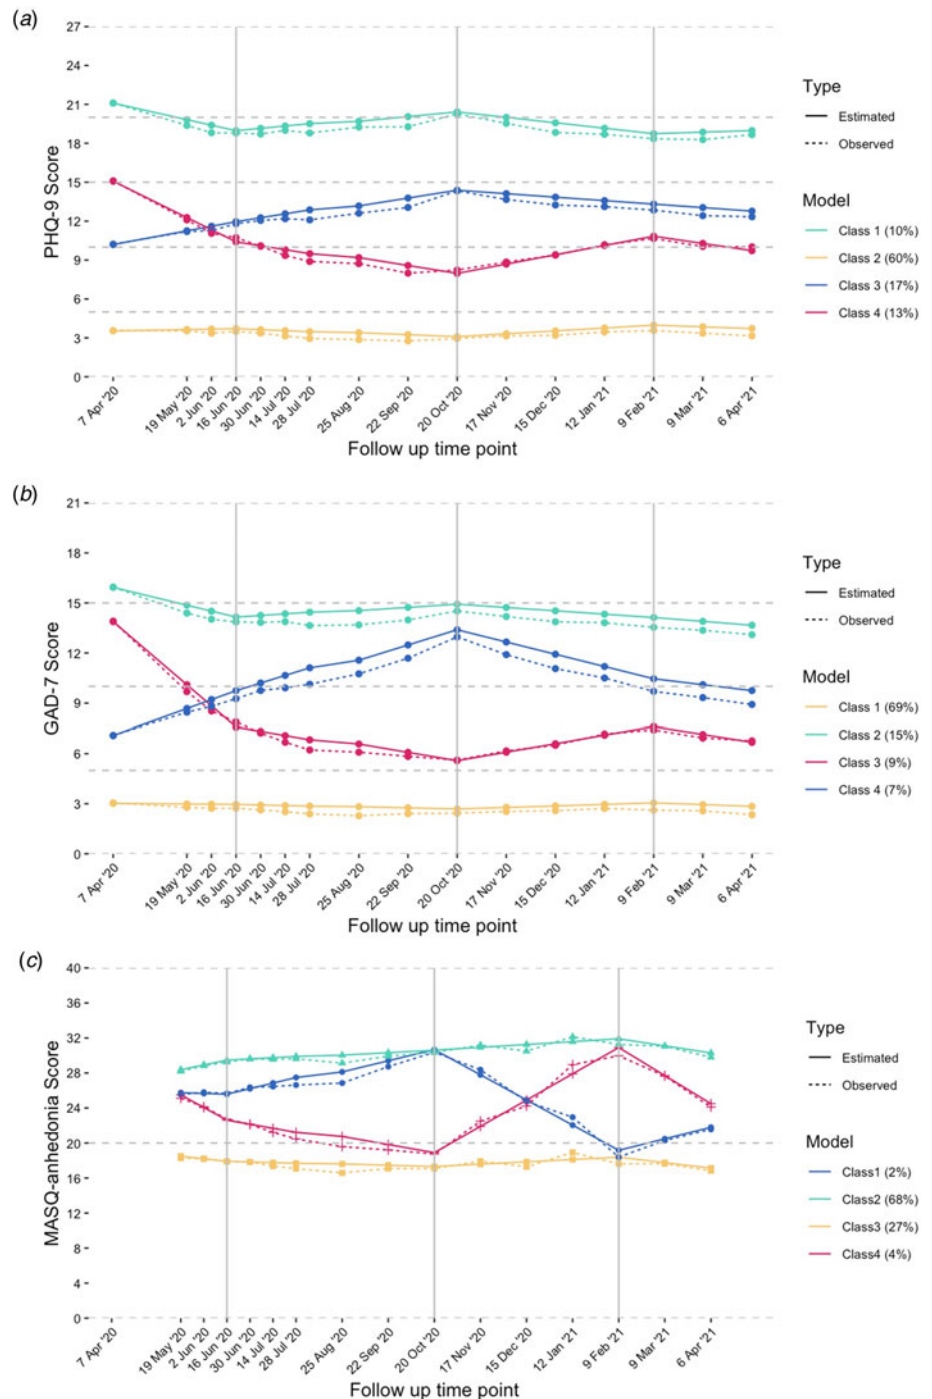 (a)
27
24
21
18
15
12
9
6
3
0
PHQ-9 Score
7 Apr '20
19 May '20
2 Jun '20
16 Jun '20
30 Jun '20
14 Jul '20
28 Jul '20
25 Aug '20
22 Sep '20
20 Oct '20
17 Nov '20
15 Dec '20
12 Jan '21
9 Feb '21
9 Mar '21
6 Apr '21
Follow up time point
Type
Estimated
Observed
Model
Class 1 (10%)
Class 2 (60%)
Class 3 (17%)
Class 4 (13%)
(b)
21
18
15
12
9
6
3
0
GAD-7 Score
7 Apr '20
19 May '20
2 Jun '20
16 Jun '20
30 Jun '20
14 Jul '20
28 Jul '20
25 Aug '20
22 Sep '20
20 Oct '20
17 Nov '20
15 Dec '20
12 Jan '21
9 Feb '21
9 Mar '21
6 Apr '21
Follow up time point
Type
Estimated
Observed
Model
Class 1 (69%)
Class 2 (15%)
Class 3 (9%)
Class 4 (7%)
(c)
40
36
32
28
24
20
16
12
8
4
0
MASQ-anhedonia Score
7 Apr '20
19 May '20
2 Jun '20
16 Jun '20
30 Jun '20
14 Jul '20
28 Jul '20
25 Aug '20
22 Sep '20
20 Oct '20
17 Nov '20
15 Dec '20
12 Jan '21
9 Feb '21
9 Mar '21
6 Apr '21
Follow up time point
Type
Estimated
Observed
Model
Class1 (2%)
Class2 (68%)
Class3 (27%)
Class4 (4%)